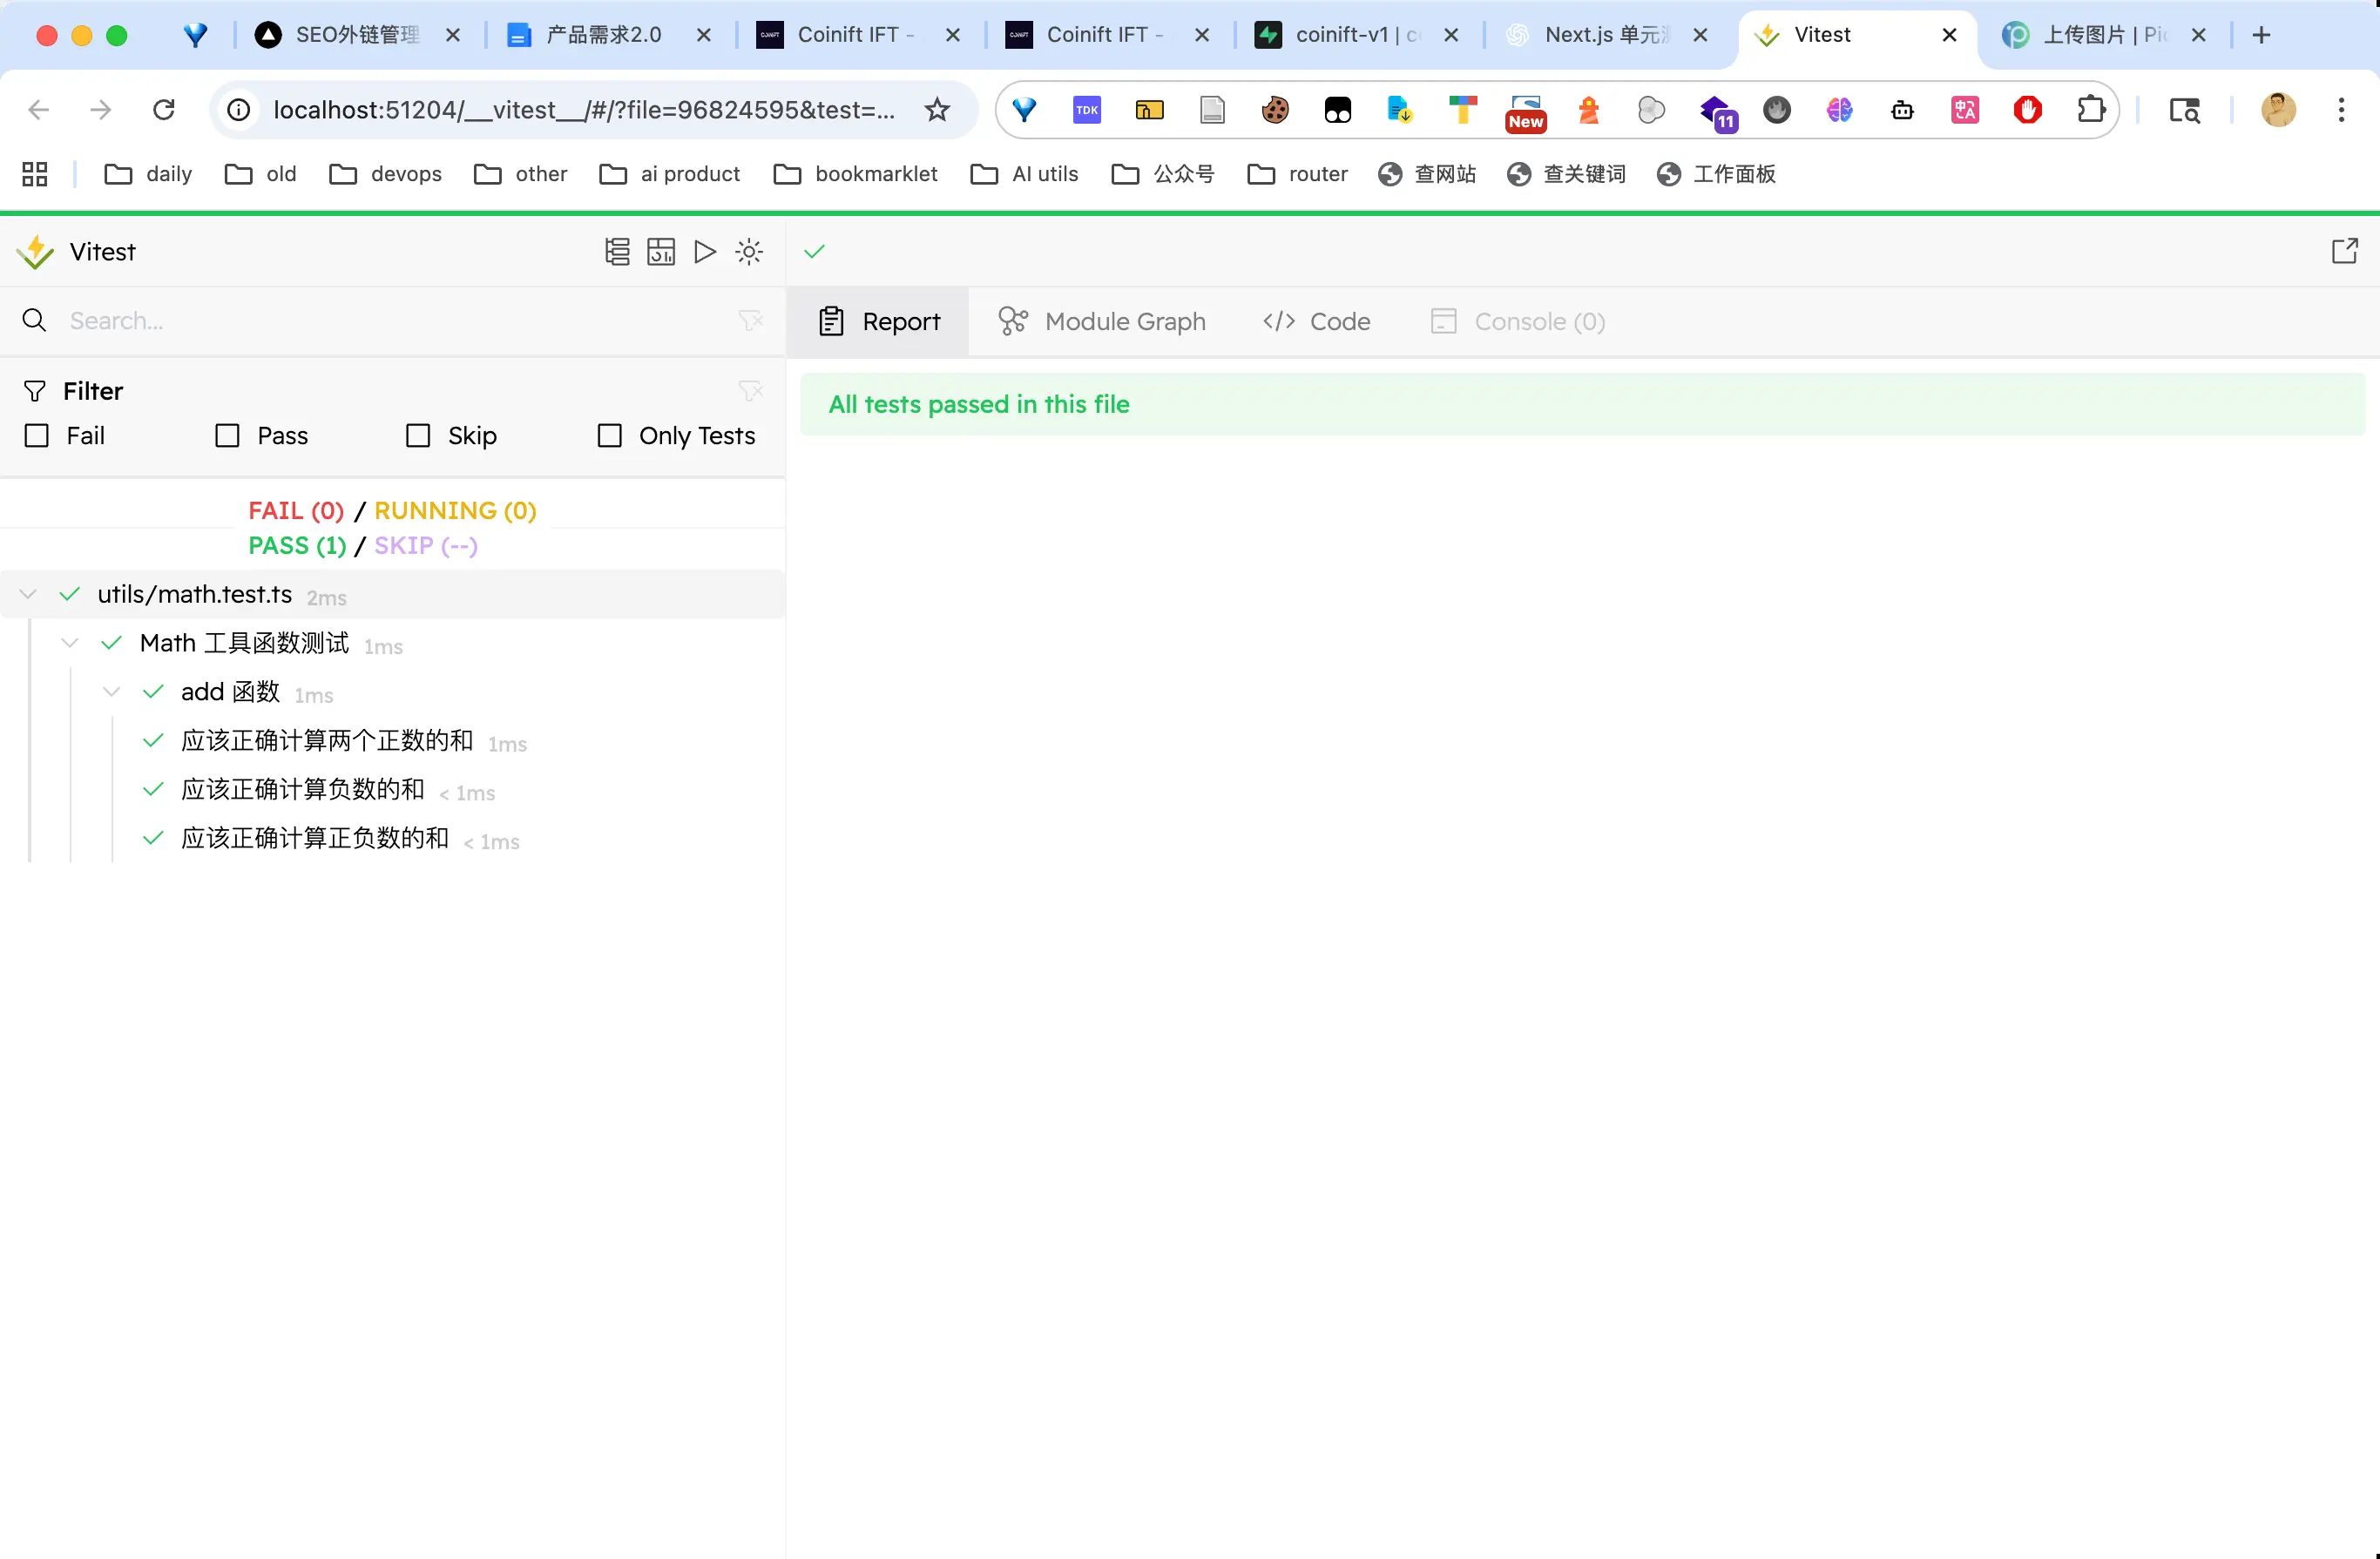 SEO外链管理 产品需求2.0 Coinift IFT - Coinift IFT - coinift-v1 | Next.js 单元 Vitest 上传图片 |
localhost:51204/__vitest__/#/?file=96824595&test=... TDK New 11
daily old devops other ai product bookmarklet AI utils 公众号 router 查网站 查关键词 工作面板
Vitest
Search...
Report Module Graph Code Console (0)
Filter
Fail Pass Skip Only Tests
All tests passed in this file
FAIL (0) / RUNNING (0)
PASS (1) / SKIP (--)
utils/math.test.ts 2ms
Math 工具函数测试 1ms
add 函数 1ms
应该正确计算两个正数的和 1ms
应该正确计算负数的和 < 1ms
应该正确计算正负数的和 < 1ms